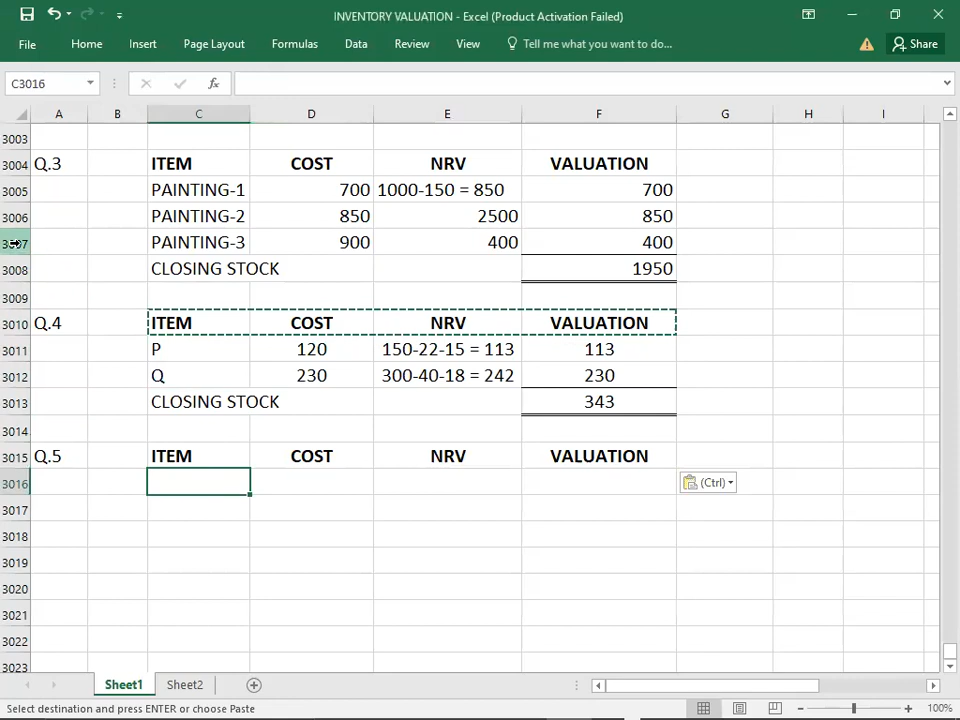 INVENTORY VALUATION - Excel (Product Activation Failed)
File Home Insert Page Layout Formulas Data Review View Tell me what you want to do... Share
C3016 fx
A B C D E F G H I
3003
3004 Q.3 ITEM COST NRV VALUATION
3005 PAINTING-1 700 1000-150 = 850 700
3006 PAINTING-2 850 2500 850
3007 PAINTING-3 900 400 400
3008 CLOSING STOCK 1950
3009
3010 Q.4 ITEM COST NRV VALUATION
3011 P 120 150-22-15 = 113 113
3012 Q 230 300-40-18 = 242 230
3013 CLOSING STOCK 343
3014
3015 Q.5 ITEM COST NRV VALUATION
3016 (Ctrl)
3017
3018
3019
3020
3021
3022
3023
Sheet1 Sheet2
Select destination and press ENTER or choose Paste 100%